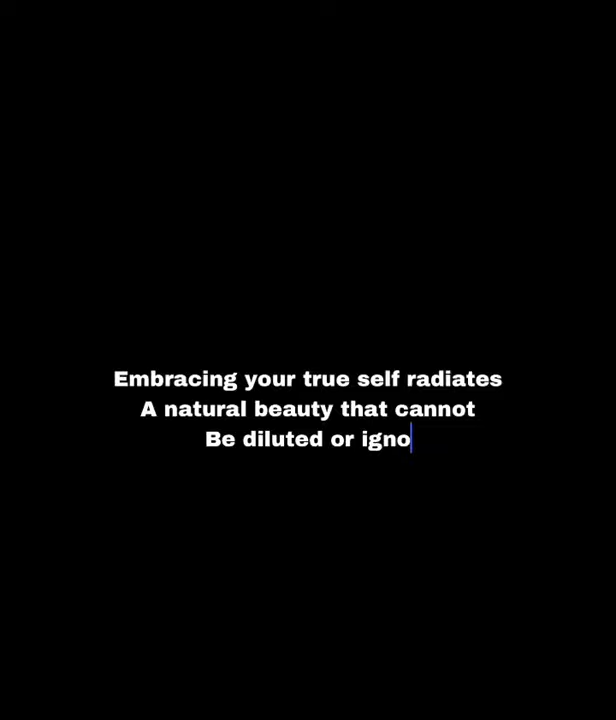 Embracing your true self radiates
A natural beauty that cannot
Be diluted or igno